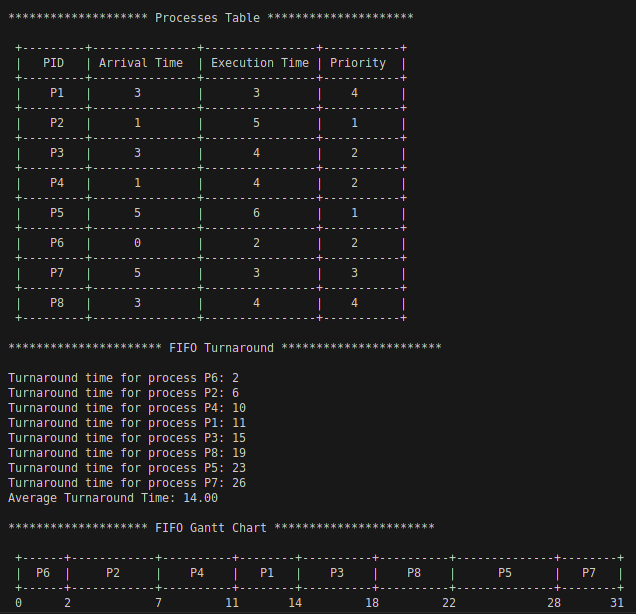 ******************** Processes Table *********************
+---------+---------------+----------------+-----------+
|   PID   | Arrival Time  | Execution Time | Priority  |
+---------+---------------+----------------+-----------+
|    P1   |      3        |       3        |    4      |
+---------+---------------+----------------+-----------+
|    P2   |      1        |       5        |    1      |
+---------+---------------+----------------+-----------+
|    P3   |      3        |       4        |    2      |
+---------+---------------+----------------+-----------+
|    P4   |      1        |       4        |    2      |
+---------+---------------+----------------+-----------+
|    P5   |      5        |       6        |    1      |
+---------+---------------+----------------+-----------+
|    P6   |      0        |       2        |    2      |
+---------+---------------+----------------+-----------+
|    P7   |      5        |       3        |    3      |
+---------+---------------+----------------+-----------+
|    P8   |      3        |       4        |    4      |
+---------+---------------+----------------+-----------+
********************** FIFO Turnaround ***********************
Turnaround time for process P6: 2
Turnaround time for process P2: 6
Turnaround time for process P4: 10
Turnaround time for process P1: 11
Turnaround time for process P3: 15
Turnaround time for process P8: 19
Turnaround time for process P5: 23
Turnaround time for process P7: 26
Average Turnaround Time: 14.00
******************** FIFO Gantt Chart ***********************
+------+------------+----------+--------+----------+----------+--------------+--------+
|  P6  |     P2     |    P4    |   P1   |    P3    |    P8    |      P5      |   P7   |
+------+------------+----------+--------+----------+----------+--------------+--------+
0      2            7          11       14         18         22             28       31